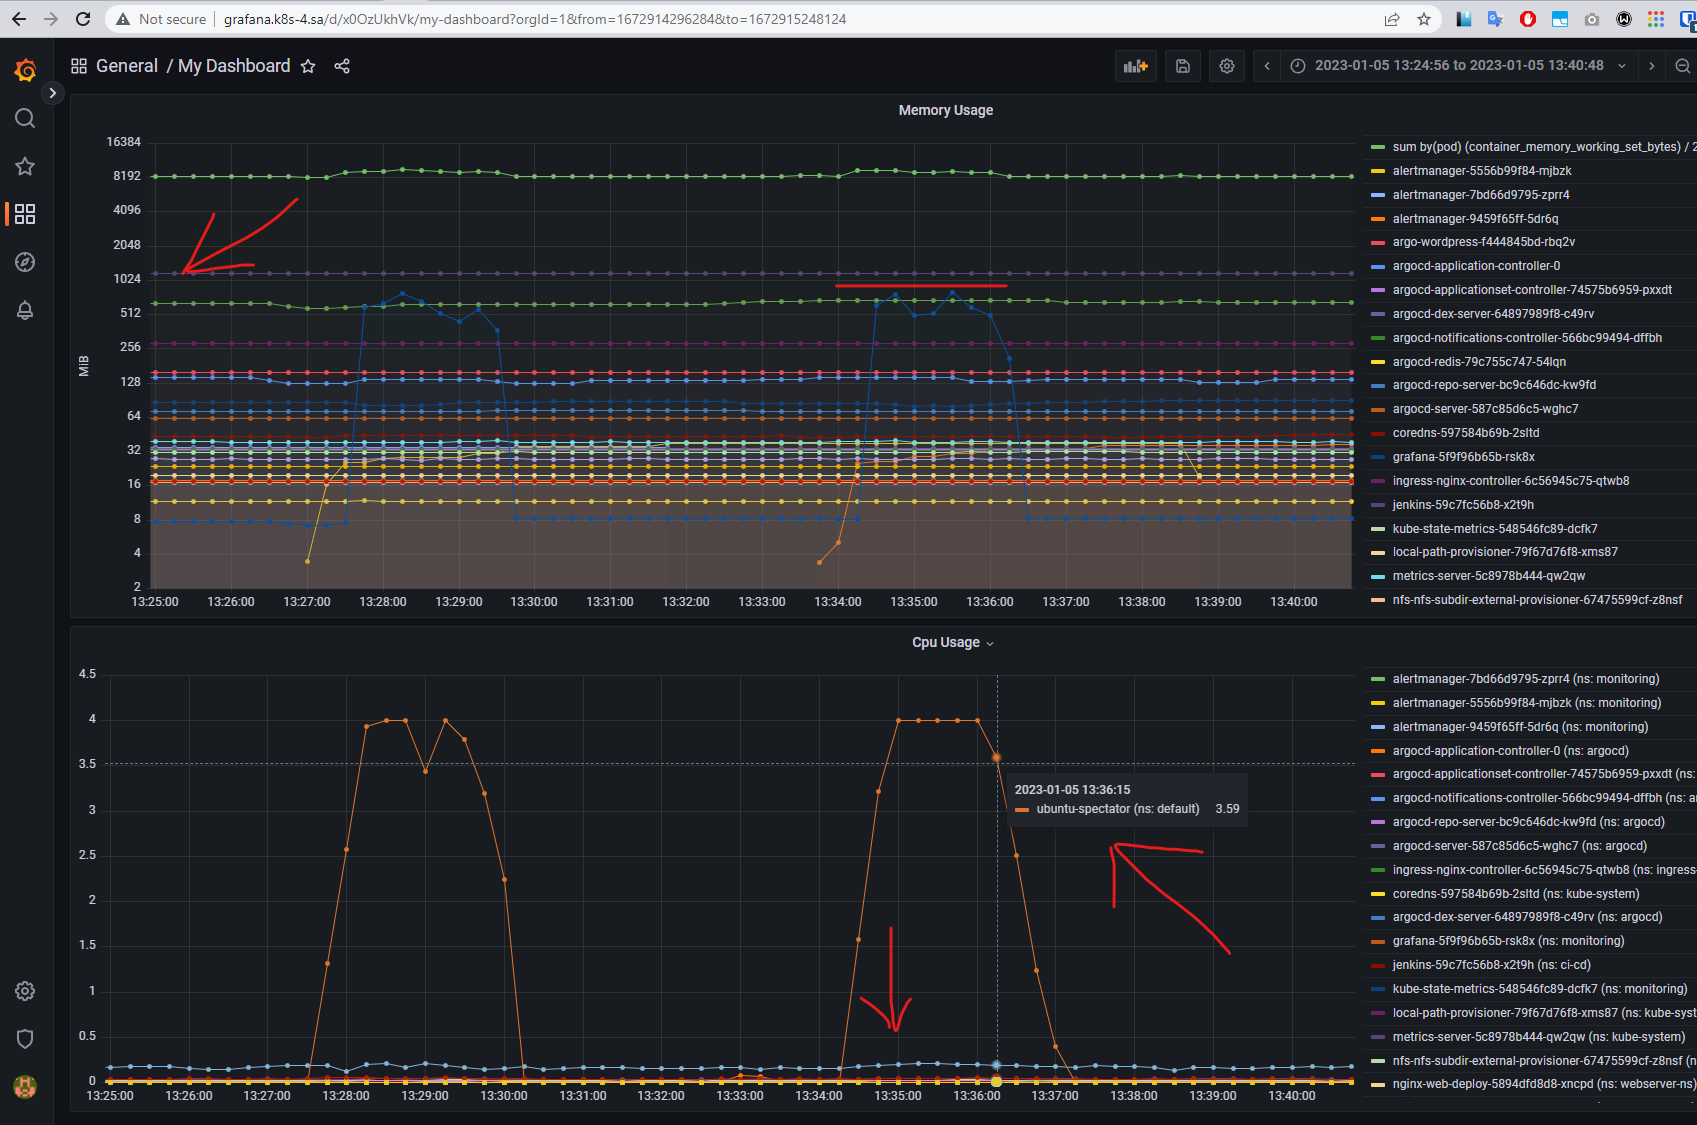 Not secure
grafana.k8s-4.sa/d/x0OzUkhVk/my-dashboard?orgId=1&from=1672914296284&to=1672915248124
General / My Dashboard
2023-01-05 13:24:56 to 2023-01-05 13:40:48
Memory Usage
MiB
16384
8192
4096
2048
1024
512
256
128
64
32
16
8
4
2
13:25:00 13:26:00 13:27:00 13:28:00 13:29:00 13:30:00 13:31:00 13:32:00 13:33:00 13:34:00 13:35:00 13:36:00 13:37:00 13:38:00 13:39:00 13:40:00
sum by(pod) (container_memory_working_set_bytes) / 2
alertmanager-5556b99f84-mjbzk
alertmanager-7bd66d9795-zprr4
alertmanager-9459f65ff-5dr6q
argo-wordpress-f444845bd-rbq2v
argocd-application-controller-0
argocd-applicationset-controller-74575b6959-pxxdt
argocd-dex-server-64897989f8-c49rv
argocd-notifications-controller-566bc99494-dffbh
argocd-redis-79c755c747-54lqn
argocd-repo-server-bc9c646dc-kw9fd
argocd-server-587c85d6c5-wghc7
coredns-597584b69b-2sltd
grafana-5f9f96b65b-rsk8x
ingress-nginx-controller-6c56945c75-qtwb8
jenkins-59c7fc56b8-x2t9h
kube-state-metrics-548546fc89-dcfk7
local-path-provisioner-79f67d76f8-xms87
metrics-server-5c8978b444-qw2qw
nfs-nfs-subdir-external-provisioner-67475599cf-z8nsf
Cpu Usage
4.5
4
3.5
3
2.5
2
1.5
1
0.5
0
13:25:00 13:26:00 13:27:00 13:28:00 13:29:00 13:30:00 13:31:00 13:32:00 13:33:00 13:34:00 13:35:00 13:36:00 13:37:00 13:38:00 13:39:00 13:40:00
2023-01-05 13:36:15
ubuntu-spectator (ns: default) 3.59
alertmanager-7bd66d9795-zprr4 (ns: monitoring)
alertmanager-5556b99f84-mjbzk (ns: monitoring)
alertmanager-9459f65ff-5dr6q (ns: monitoring)
argocd-application-controller-0 (ns: argocd)
argocd-applicationset-controller-74575b6959-pxxdt (ns:
argocd-notifications-controller-566bc99494-dffbh (ns: a
argocd-repo-server-bc9c646dc-kw9fd (ns: argocd)
argocd-server-587c85d6c5-wghc7 (ns: argocd)
ingress-nginx-controller-6c56945c75-qtwb8 (ns: ingress-
coredns-597584b69b-2sltd (ns: kube-system)
argocd-dex-server-64897989f8-c49rv (ns: argocd)
grafana-5f9f96b65b-rsk8x (ns: monitoring)
jenkins-59c7fc56b8-x2t9h (ns: ci-cd)
kube-state-metrics-548546fc89-dcfk7 (ns: monitoring)
local-path-provisioner-79f67d76f8-xms87 (ns: kube-syst
metrics-server-5c8978b444-qw2qw (ns: kube-system)
nfs-nfs-subdir-external-provisioner-67475599cf-z8nsf (n
nginx-web-deploy-5894dfd8d8-xncpd (ns: webserver-ns)